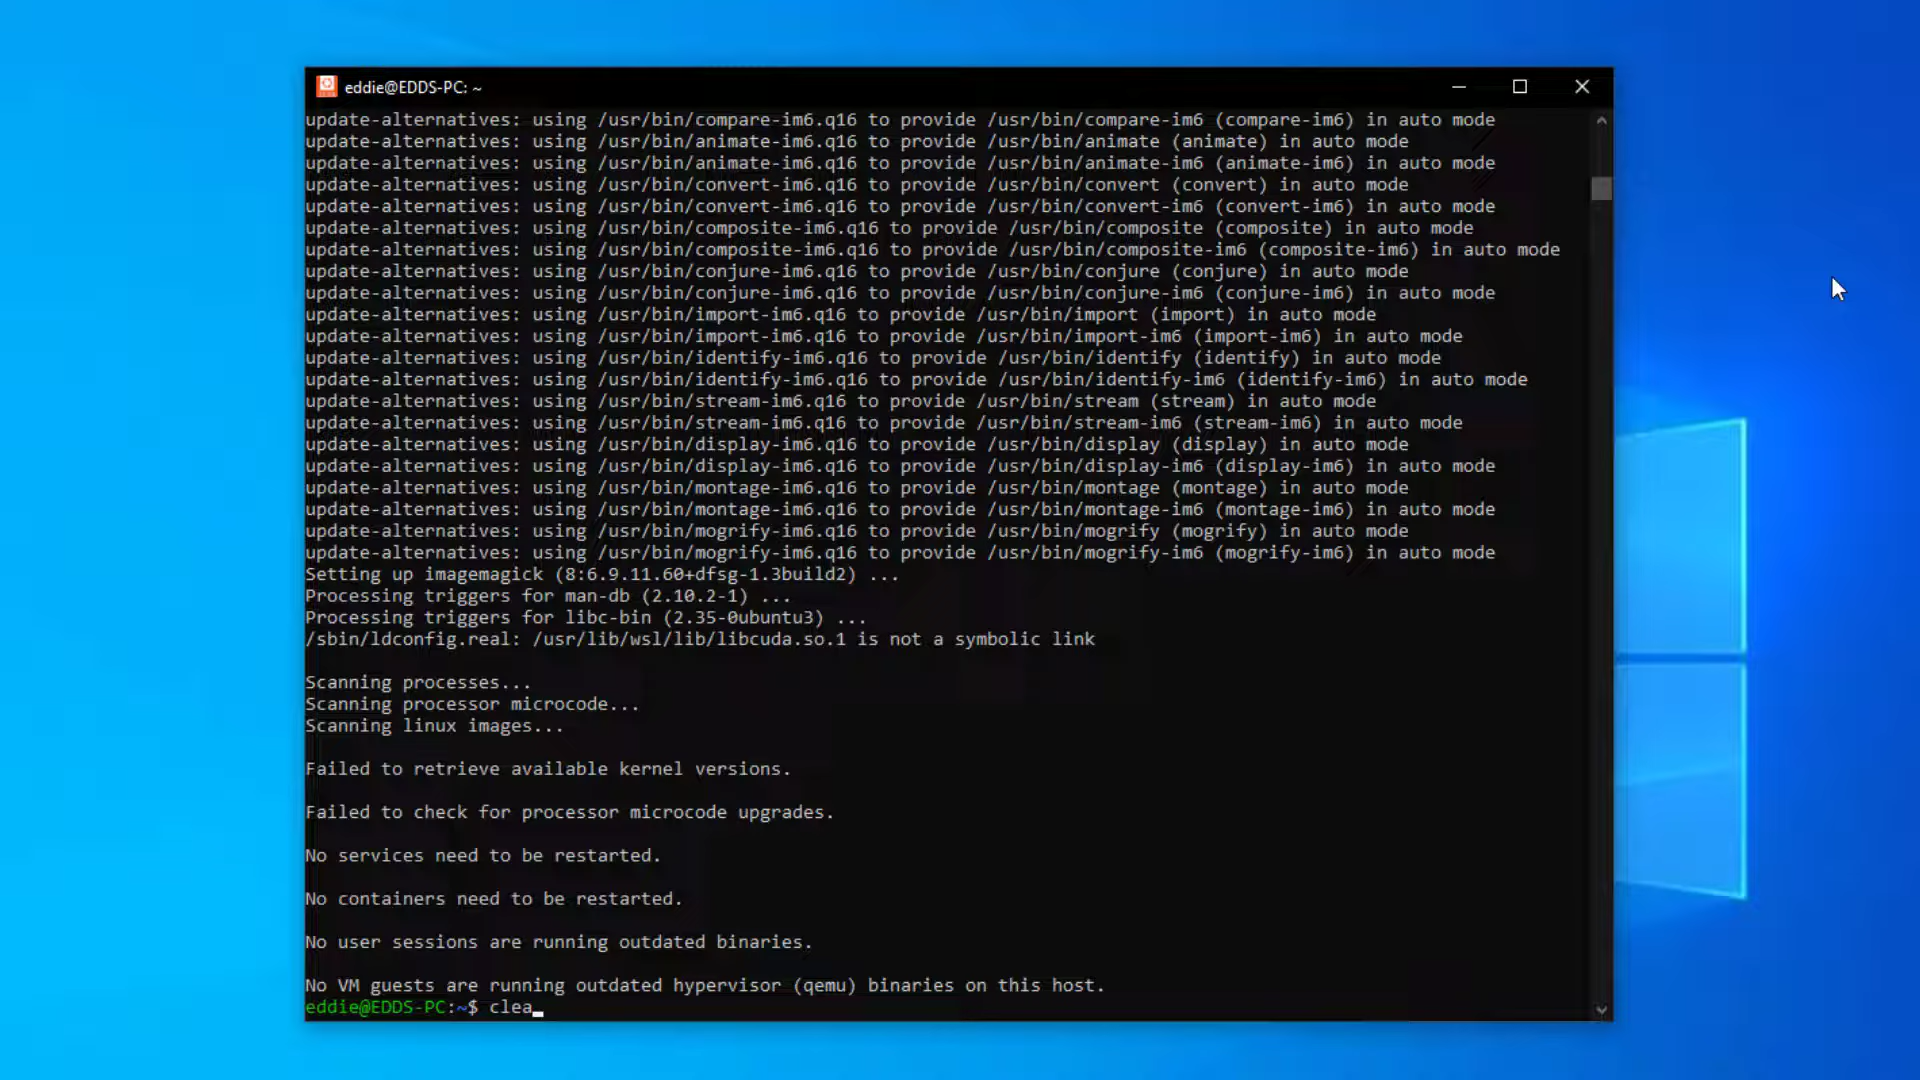 eddie@EDDS-PC: ~
update-alternatives: using /usr/bin/compare-im6.q16 to provide /usr/bin/compare-im6 (compare-im6) in auto mode
update-alternatives: using /usr/bin/animate-im6.q16 to provide /usr/bin/animate (animate) in auto mode
update-alternatives: using /usr/bin/animate-im6.q16 to provide /usr/bin/animate-im6 (animate-im6) in auto mode
update-alternatives: using /usr/bin/convert-im6.q16 to provide /usr/bin/convert (convert) in auto mode
update-alternatives: using /usr/bin/convert-im6.q16 to provide /usr/bin/convert-im6 (convert-im6) in auto mode
update-alternatives: using /usr/bin/composite-im6.q16 to provide /usr/bin/composite (composite) in auto mode
update-alternatives: using /usr/bin/composite-im6.q16 to provide /usr/bin/composite-im6 (composite-im6) in auto mode
update-alternatives: using /usr/bin/conjure-im6.q16 to provide /usr/bin/conjure (conjure) in auto mode
update-alternatives: using /usr/bin/conjure-im6.q16 to provide /usr/bin/conjure-im6 (conjure-im6) in auto mode
update-alternatives: using /usr/bin/import-im6.q16 to provide /usr/bin/import (import) in auto mode
update-alternatives: using /usr/bin/import-im6.q16 to provide /usr/bin/import-im6 (import-im6) in auto mode
update-alternatives: using /usr/bin/identify-im6.q16 to provide /usr/bin/identify (identify) in auto mode
update-alternatives: using /usr/bin/identify-im6.q16 to provide /usr/bin/identify-im6 (identify-im6) in auto mode
update-alternatives: using /usr/bin/stream-im6.q16 to provide /usr/bin/stream (stream) in auto mode
update-alternatives: using /usr/bin/stream-im6.q16 to provide /usr/bin/stream-im6 (stream-im6) in auto mode
update-alternatives: using /usr/bin/display-im6.q16 to provide /usr/bin/display (display) in auto mode
update-alternatives: using /usr/bin/display-im6.q16 to provide /usr/bin/display-im6 (display-im6) in auto mode
update-alternatives: using /usr/bin/montage-im6.q16 to provide /usr/bin/montage (montage) in auto mode
update-alternatives: using /usr/bin/montage-im6.q16 to provide /usr/bin/montage-im6 (montage-im6) in auto mode
update-alternatives: using /usr/bin/mogrify-im6.q16 to provide /usr/bin/mogrify (mogrify) in auto mode
update-alternatives: using /usr/bin/mogrify-im6.q16 to provide /usr/bin/mogrify-im6 (mogrify-im6) in auto mode
Setting up imagemagick (8:6.9.11.60+dfsg-1.3build2) ...
Processing triggers for man-db (2.10.2-1) ...
Processing triggers for libc-bin (2.35-0ubuntu3) ...
/sbin/ldconfig.real: /usr/lib/wsl/lib/libcuda.so.1 is not a symbolic link
Scanning processes...
Scanning processor microcode...
Scanning linux images...
Failed to retrieve available kernel versions.
Failed to check for processor microcode upgrades.
No services need to be restarted.
No containers need to be restarted.
No user sessions are running outdated binaries.
No VM guests are running outdated hypervisor (qemu) binaries on this host.
eddie@EDDS-PC:~$ clea